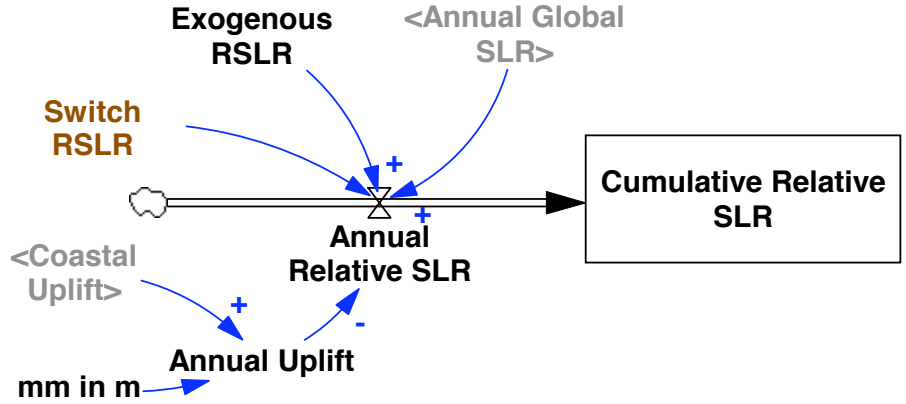 Exogenous
RSLR
<Annual Global
SLR>
Switch
RSLR
+
Cumulative Relative
SLR
+
Annual
Relative SLR
<Coastal
Uplift>
+
-
Annual Uplift
mm in m